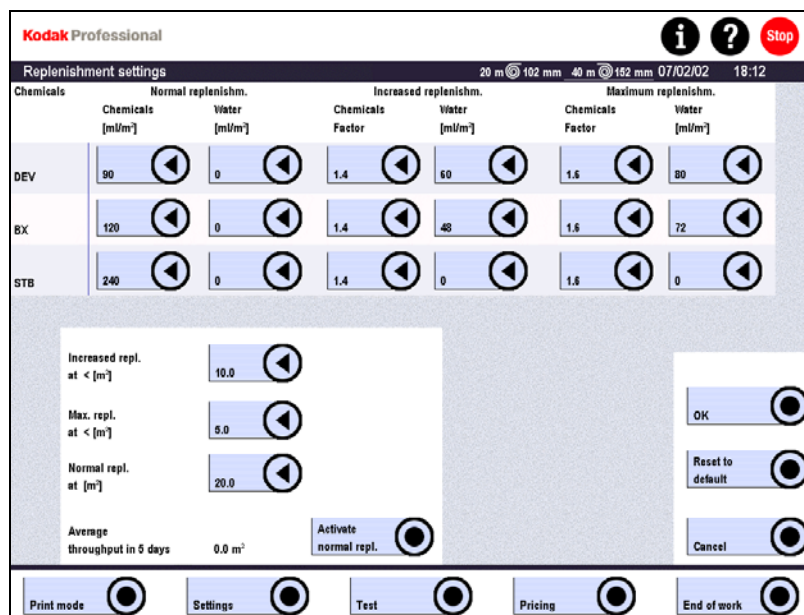 Kodak Professional
i ? Stop
Replenishment settings 20 m 102 mm 40 m 152 mm 07/02/02 18:12
Chemicals Normal replenishm. Increased replenishm. Maximum replenishm.
Chemicals Water Chemicals Water Chemicals Water
[ml/m²] [ml/m²] Factor [ml/m²] Factor [ml/m²]
DEV 90 0 1.4 60 1.6 80
BX 120 0 1.4 48 1.6 72
STB 240 0 1.4 0 1.6 0
Increased repl.
at < [m²] 10.0
Max. repl.
at < [m²] 5.0
Normal repl.
at [m²] 20.0
Average
throughput in 5 days 0.0 m²
Activate
normal repl.
OK
Reset to
default
Cancel
Print mode Settings Test Pricing End of work